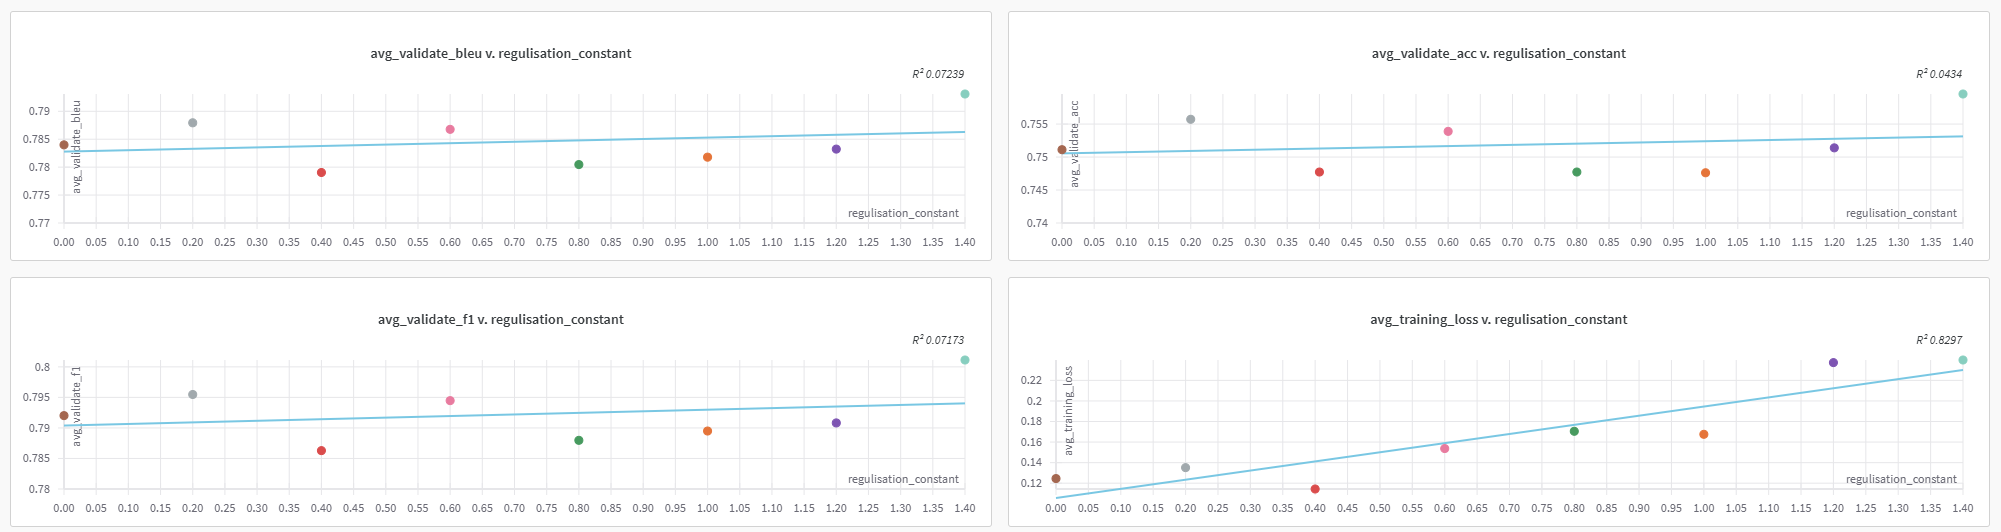 avg_validate_bleu v. regulisation_constant
R² 0.07239
0.79
0.785
0.78
0.775
0.77
avg_validate_bleu
regulisation_constant
0.00 0.05 0.10 0.15 0.20 0.25 0.30 0.35 0.40 0.45 0.50 0.55 0.60 0.65 0.70 0.75 0.80 0.85 0.90 0.95 1.00 1.05 1.10 1.15 1.20 1.25 1.30 1.35 1.40
avg_validate_acc v. regulisation_constant
R² 0.0434
0.755
0.75
0.745
0.74
avg_validate_acc
regulisation_constant
0.00 0.05 0.10 0.15 0.20 0.25 0.30 0.35 0.40 0.45 0.50 0.55 0.60 0.65 0.70 0.75 0.80 0.85 0.90 0.95 1.00 1.05 1.10 1.15 1.20 1.25 1.30 1.35 1.40
avg_validate_f1 v. regulisation_constant
R² 0.07173
0.8
0.795
0.79
0.785
0.78
avg_validate_f1
regulisation_constant
0.00 0.05 0.10 0.15 0.20 0.25 0.30 0.35 0.40 0.45 0.50 0.55 0.60 0.65 0.70 0.75 0.80 0.85 0.90 0.95 1.00 1.05 1.10 1.15 1.20 1.25 1.30 1.35 1.40
avg_training_loss v. regulisation_constant
R² 0.8297
0.22
0.2
0.18
0.16
0.14
0.12
avg_training_loss
regulisation_constant
0.00 0.05 0.10 0.15 0.20 0.25 0.30 0.35 0.40 0.45 0.50 0.55 0.60 0.65 0.70 0.75 0.80 0.85 0.90 0.95 1.00 1.05 1.10 1.15 1.20 1.25 1.30 1.35 1.40